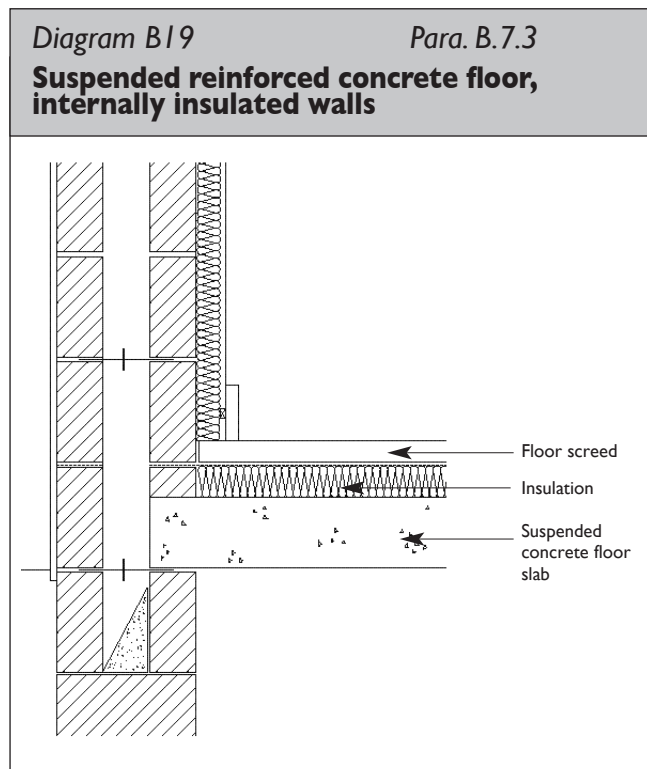 Diagram B19 Para. B.7.3
Suspended reinforced concrete floor,
internally insulated walls
Floor screed
Insulation
Suspended
concrete floor
slab